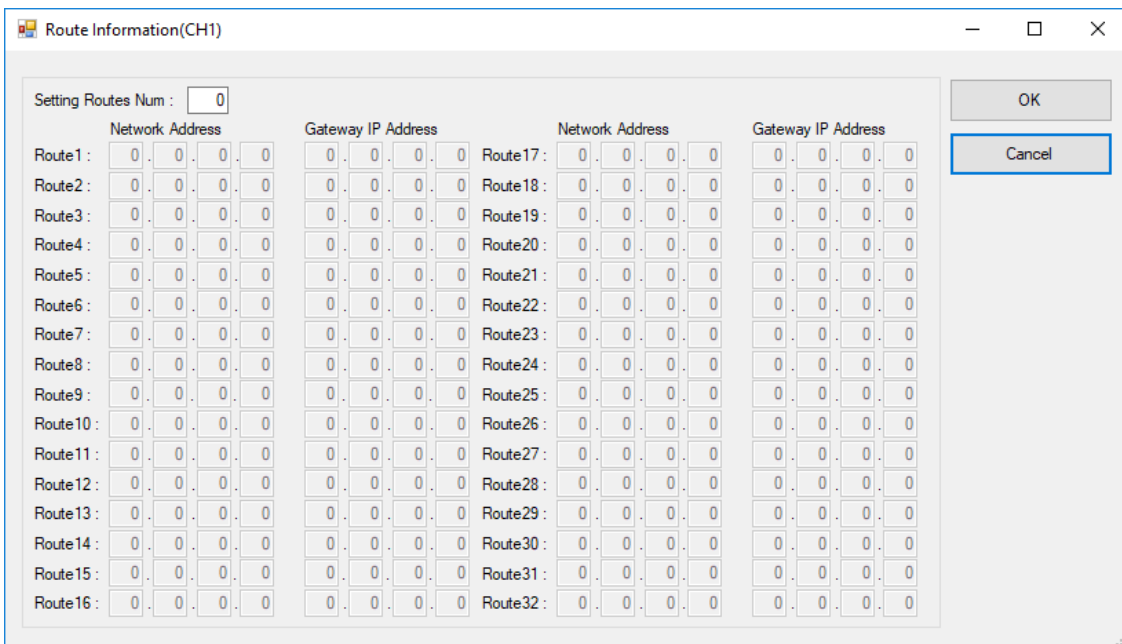 Route Information(CH1)
Setting Routes Num : 0
OK
Network Address Gateway IP Address Network Address Gateway IP Address
Cancel
Route1 : 0 . 0 . 0 . 0 0 . 0 . 0 . 0 Route17 : 0 . 0 . 0 . 0 0 . 0 . 0 . 0
Route2 : 0 . 0 . 0 . 0 0 . 0 . 0 . 0 Route18 : 0 . 0 . 0 . 0 0 . 0 . 0 . 0
Route3 : 0 . 0 . 0 . 0 0 . 0 . 0 . 0 Route19 : 0 . 0 . 0 . 0 0 . 0 . 0 . 0
Route4 : 0 . 0 . 0 . 0 0 . 0 . 0 . 0 Route20 : 0 . 0 . 0 . 0 0 . 0 . 0 . 0
Route5 : 0 . 0 . 0 . 0 0 . 0 . 0 . 0 Route21 : 0 . 0 . 0 . 0 0 . 0 . 0 . 0
Route6 : 0 . 0 . 0 . 0 0 . 0 . 0 . 0 Route22 : 0 . 0 . 0 . 0 0 . 0 . 0 . 0
Route7 : 0 . 0 . 0 . 0 0 . 0 . 0 . 0 Route23 : 0 . 0 . 0 . 0 0 . 0 . 0 . 0
Route8 : 0 . 0 . 0 . 0 0 . 0 . 0 . 0 Route24 : 0 . 0 . 0 . 0 0 . 0 . 0 . 0
Route9 : 0 . 0 . 0 . 0 0 . 0 . 0 . 0 Route25 : 0 . 0 . 0 . 0 0 . 0 . 0 . 0
Route10 : 0 . 0 . 0 . 0 0 . 0 . 0 . 0 Route26 : 0 . 0 . 0 . 0 0 . 0 . 0 . 0
Route11 : 0 . 0 . 0 . 0 0 . 0 . 0 . 0 Route27 : 0 . 0 . 0 . 0 0 . 0 . 0 . 0
Route12 : 0 . 0 . 0 . 0 0 . 0 . 0 . 0 Route28 : 0 . 0 . 0 . 0 0 . 0 . 0 . 0
Route13 : 0 . 0 . 0 . 0 0 . 0 . 0 . 0 Route29 : 0 . 0 . 0 . 0 0 . 0 . 0 . 0
Route14 : 0 . 0 . 0 . 0 0 . 0 . 0 . 0 Route30 : 0 . 0 . 0 . 0 0 . 0 . 0 . 0
Route15 : 0 . 0 . 0 . 0 0 . 0 . 0 . 0 Route31 : 0 . 0 . 0 . 0 0 . 0 . 0 . 0
Route16 : 0 . 0 . 0 . 0 0 . 0 . 0 . 0 Route32 : 0 . 0 . 0 . 0 0 . 0 . 0 . 0